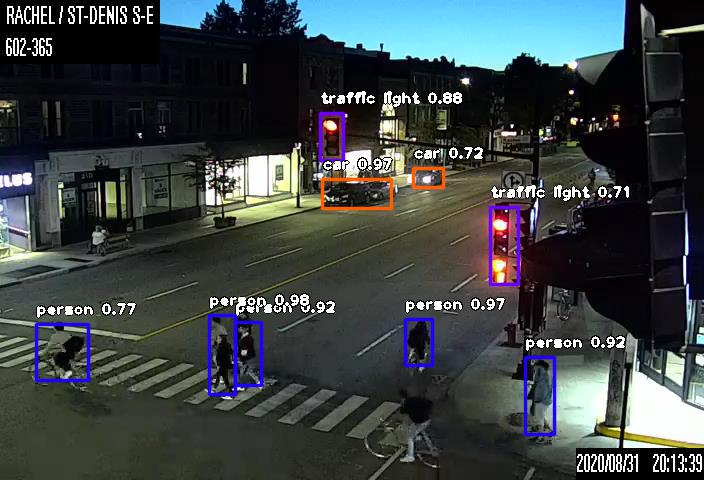 RACHEL / ST-DENIS S-E
602-365
traffic light 0.88
car 0.97
car 0.72
traffic light 0.71
person 0.77
person 0.98
person 0.92
person 0.97
person 0.92
2020/08/31 20:13:39